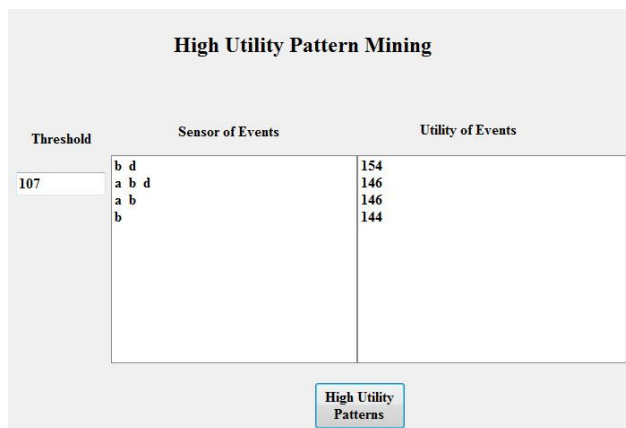 High Utility Pattern Mining
Threshold
Sensor of Events
Utility of Events
107
b d
a b d
a b
b
154
146
146
144
High Utility
Patterns